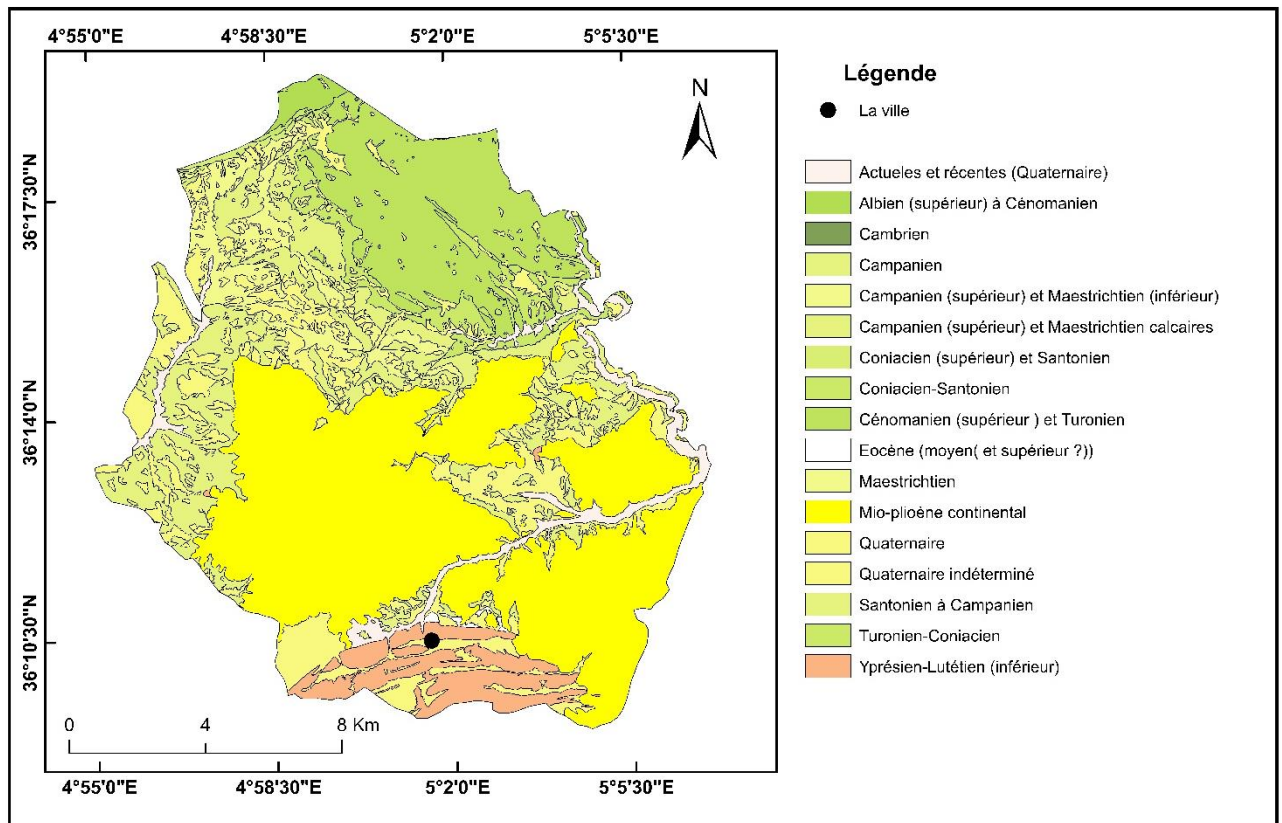 4°55'0"E 4°58'30"E 5°2'0"E 5°5'30"E
N
36°17'30"N
36°14'0"N
36°10'30"N
0 4 8 Km
4°55'0"E 4°58'30"E 5°2'0"E 5°5'30"E
Légende
La ville
Actueles et récentes (Quaternaire)
Albien (supérieur) à Cénomanien
Cambrien
Campanien
Campanien (supérieur) et Maestrichtien (inférieur)
Campanien (supérieur) et Maestrichtien calcaires
Coniacien (supérieur) et Santonien
Coniacien-Santonien
Cénomanien (supérieur ) et Turonien
Eocène (moyen( et supérieur ?))
Maestrichtien
Mio-plioène continental
Quaternaire
Quaternaire indéterminé
Santonien à Campanien
Turonien-Coniacien
Yprésien-Lutétien (inférieur)